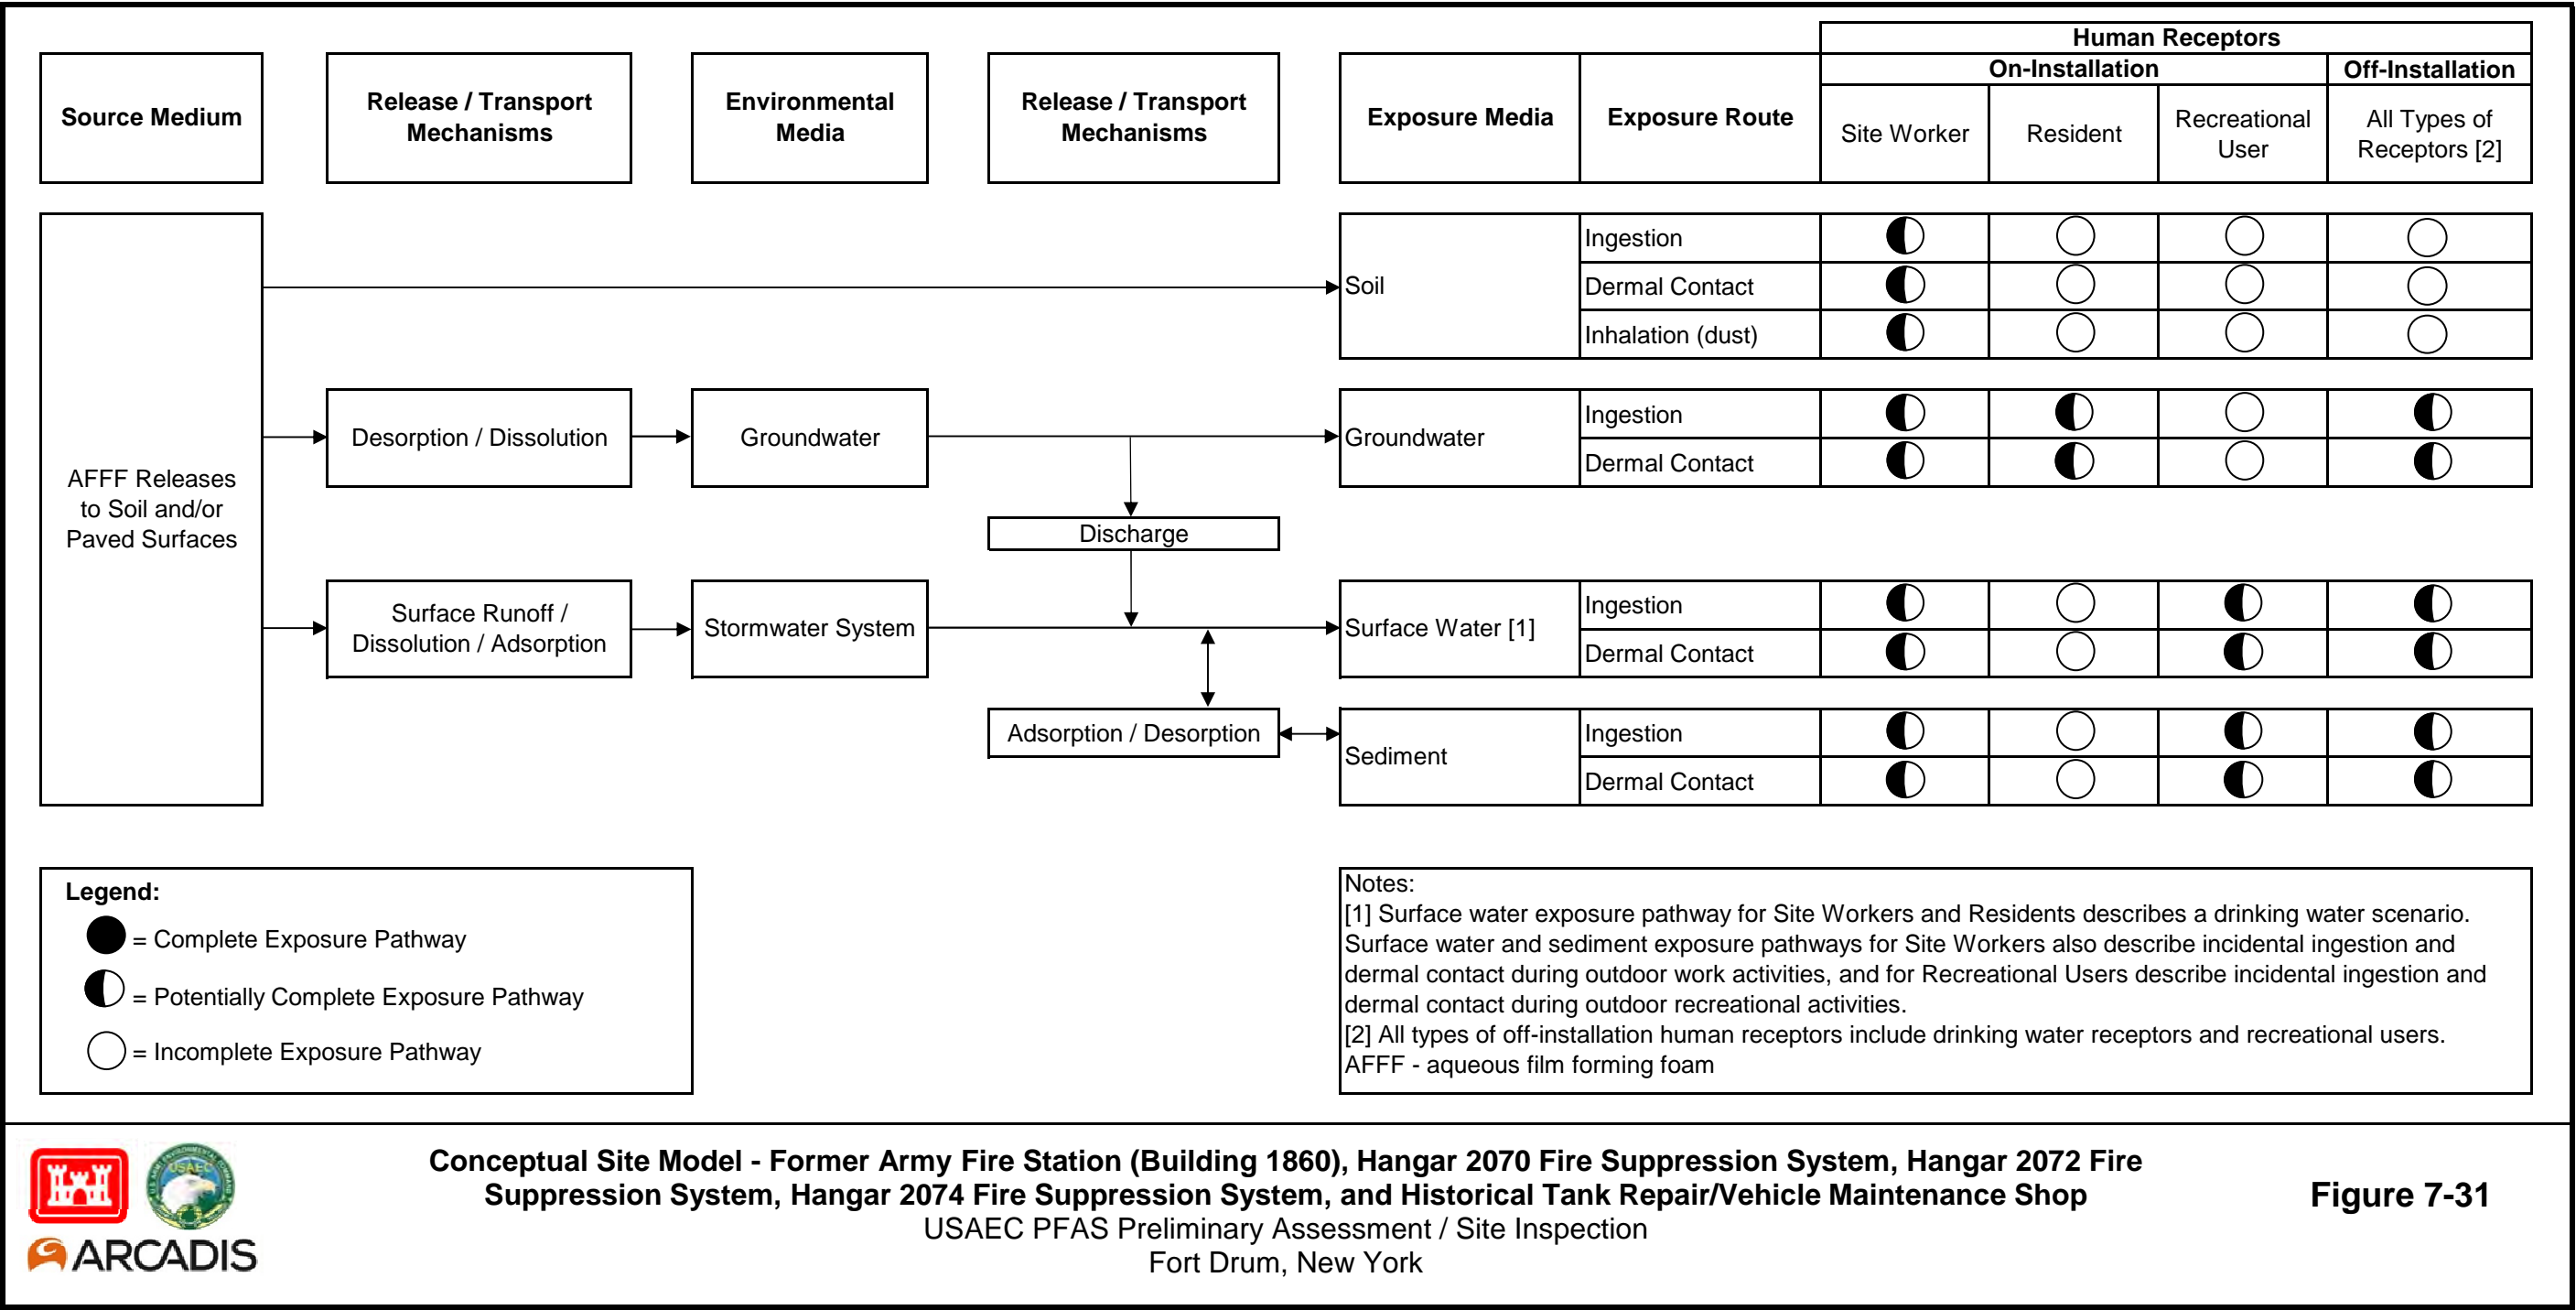 Human Receptors
On-Installation
Off-Installation
Source Medium
Release / Transport
Mechanisms
Environmental
Media
Release / Transport
Mechanisms
Exposure Media
Exposure Route
Site Worker
Resident
Recreational
User
All Types of
Receptors [2]
AFFF Releases
to Soil and/or
Paved Surfaces
Soil
Ingestion
Dermal Contact
Inhalation (dust)
Desorption / Dissolution
Groundwater
Groundwater
Ingestion
Dermal Contact
Discharge
Surface Runoff /
Dissolution / Adsorption
Stormwater System
Surface Water [1]
Ingestion
Dermal Contact
Adsorption / Desorption
Sediment
Ingestion
Dermal Contact
Legend:
= Complete Exposure Pathway
= Potentially Complete Exposure Pathway
= Incomplete Exposure Pathway
Notes:
[1] Surface water exposure pathway for Site Workers and Residents describes a drinking water scenario.
Surface water and sediment exposure pathways for Site Workers also describe incidental ingestion and
dermal contact during outdoor work activities, and for Recreational Users describe incidental ingestion and
dermal contact during outdoor recreational activities.
[2] All types of off-installation human receptors include drinking water receptors and recreational users.
AFFF - aqueous film forming foam
USAEC
ARCADIS
Conceptual Site Model - Former Army Fire Station (Building 1860), Hangar 2070 Fire Suppression System, Hangar 2072 Fire
Suppression System, Hangar 2074 Fire Suppression System, and Historical Tank Repair/Vehicle Maintenance Shop
USAEC PFAS Preliminary Assessment / Site Inspection
Fort Drum, New York
Figure 7-31